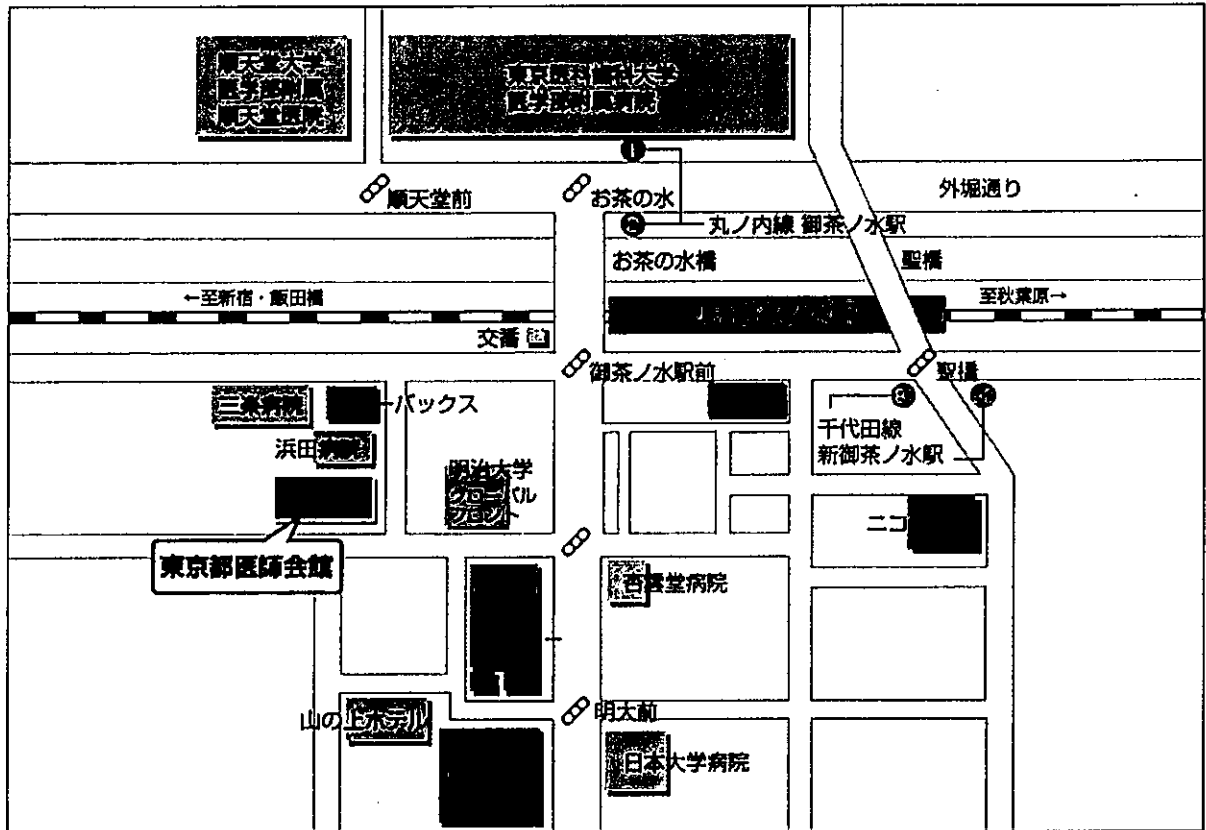 順天堂大学
医学部附属
順天堂医院
東京医科歯科大学
医学部附属病院
1
順天堂前
お茶の水
外堀通り
2
丸ノ内線 御茶ノ水駅
お茶の水橋
聖橋
←至新宿・飯田橋
至秋葉原→
交番
御茶ノ水駅前
聖橋
三楽病院
バックス
千代田線
新御茶ノ水駅
浜田病院
明治大学
グローバル
フロント
ニコ
東京都医師会館
杏雲堂病院
山の上ホテル
明大前
日本大学病院